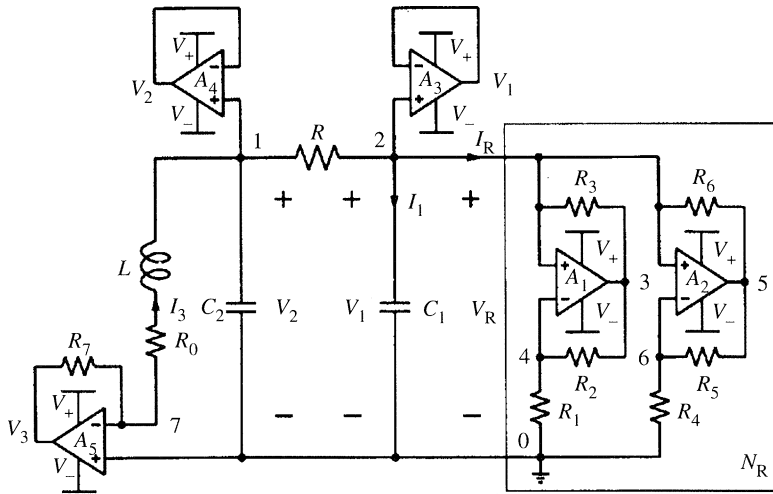 V₊ A₄ V₋ V₂
V₊ A₃ V₋ V₁
1 R 2 I_R
R₃ R₆
+ + I₁ +
V₊ A₁ V₋ 3
V₊ A₂ V₋ 5
L I₃ R₀
C₂ V₂ V₁ C₁ V_R
4 R₂ 6 R₅
R₇
V₊ A₅ V₋ V₃ 7
− − −
R₁ R₄
0
N_R